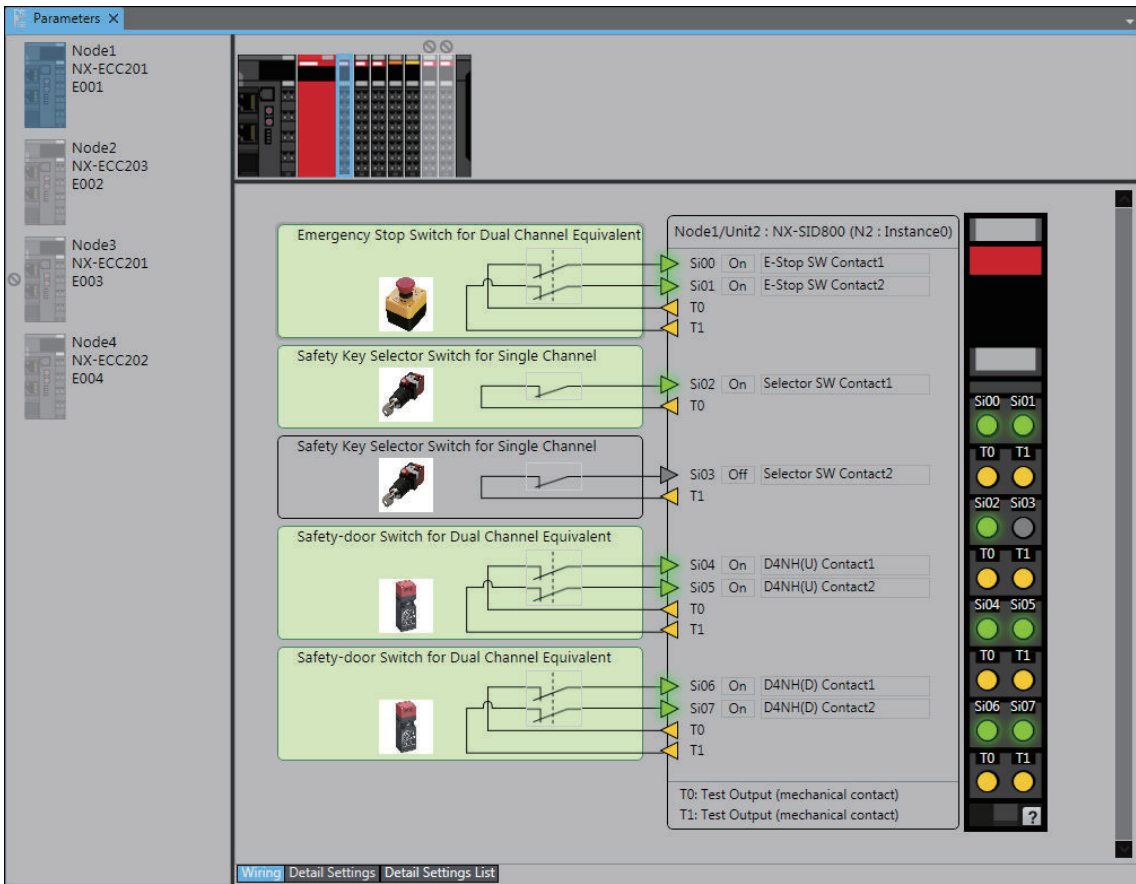 Parameters X
Node1
NX-ECC201
E001
Node2
NX-ECC203
E002
Node3
NX-ECC201
E003
Node4
NX-ECC202
E004
Emergency Stop Switch for Dual Channel Equivalent
Node1/Unit2 : NX-SID800 (N2 : Instance0)
Si00 On E-Stop SW Contact1
Si01 On E-Stop SW Contact2
T0
T1
Safety Key Selector Switch for Single Channel
Si02 On Selector SW Contact1
T0
Safety Key Selector Switch for Single Channel
Si03 Off Selector SW Contact2
T1
Safety-door Switch for Dual Channel Equivalent
Si04 On D4NH(U) Contact1
Si05 On D4NH(U) Contact2
T0
T1
Safety-door Switch for Dual Channel Equivalent
Si06 On D4NH(D) Contact1
Si07 On D4NH(D) Contact2
T0
T1
T0: Test Output (mechanical contact)
T1: Test Output (mechanical contact)
Si00 Si01
T0 T1
Si02 Si03
T0 T1
Si04 Si05
T0 T1
Si06 Si07
T0 T1
?
Wiring Detail Settings Detail Settings List